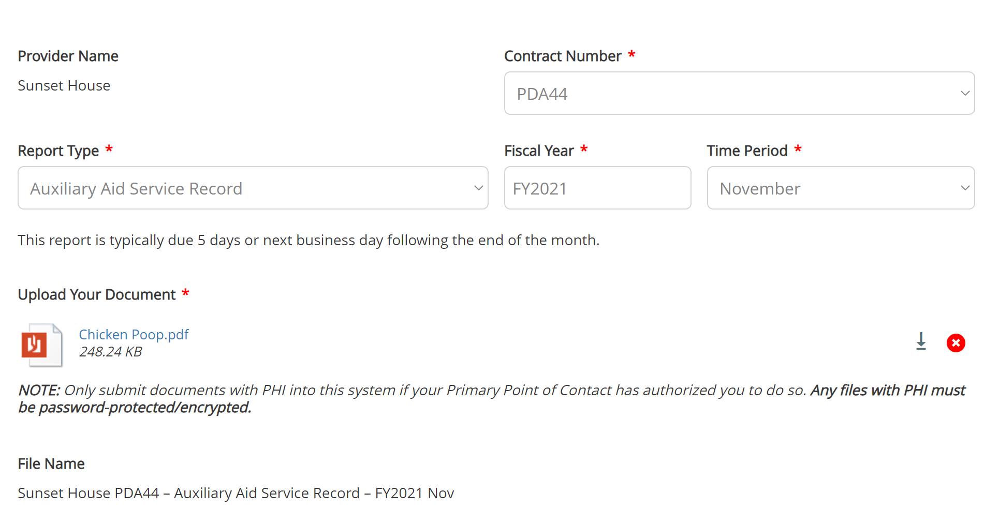 Provider Name
Contract Number *
Sunset House
PDA44
Report Type *
Fiscal Year *
Time Period *
Auxiliary Aid Service Record
FY2021
November
This report is typically due 5 days or next business day following the end of the month.
Upload Your Document *
Chicken Poop.pdf
248.24 KB
NOTE: Only submit documents with PHI into this system if your Primary Point of Contact has authorized you to do so. Any files with PHI must
be password-protected/encrypted.
File Name
Sunset House PDA44 – Auxiliary Aid Service Record – FY2021 Nov